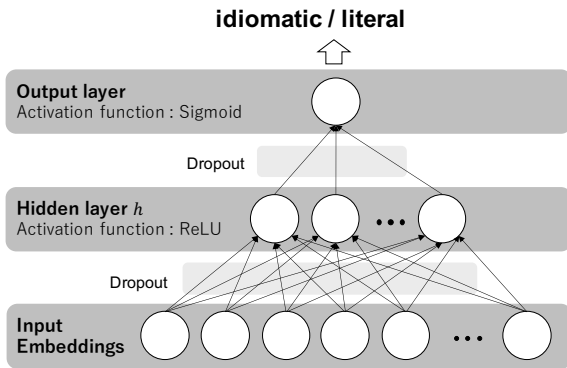 idiomatic / literal
Output layer
Activation function : Sigmoid
Dropout
Hidden layer h
Activation function : ReLU
Dropout
Input
Embeddings